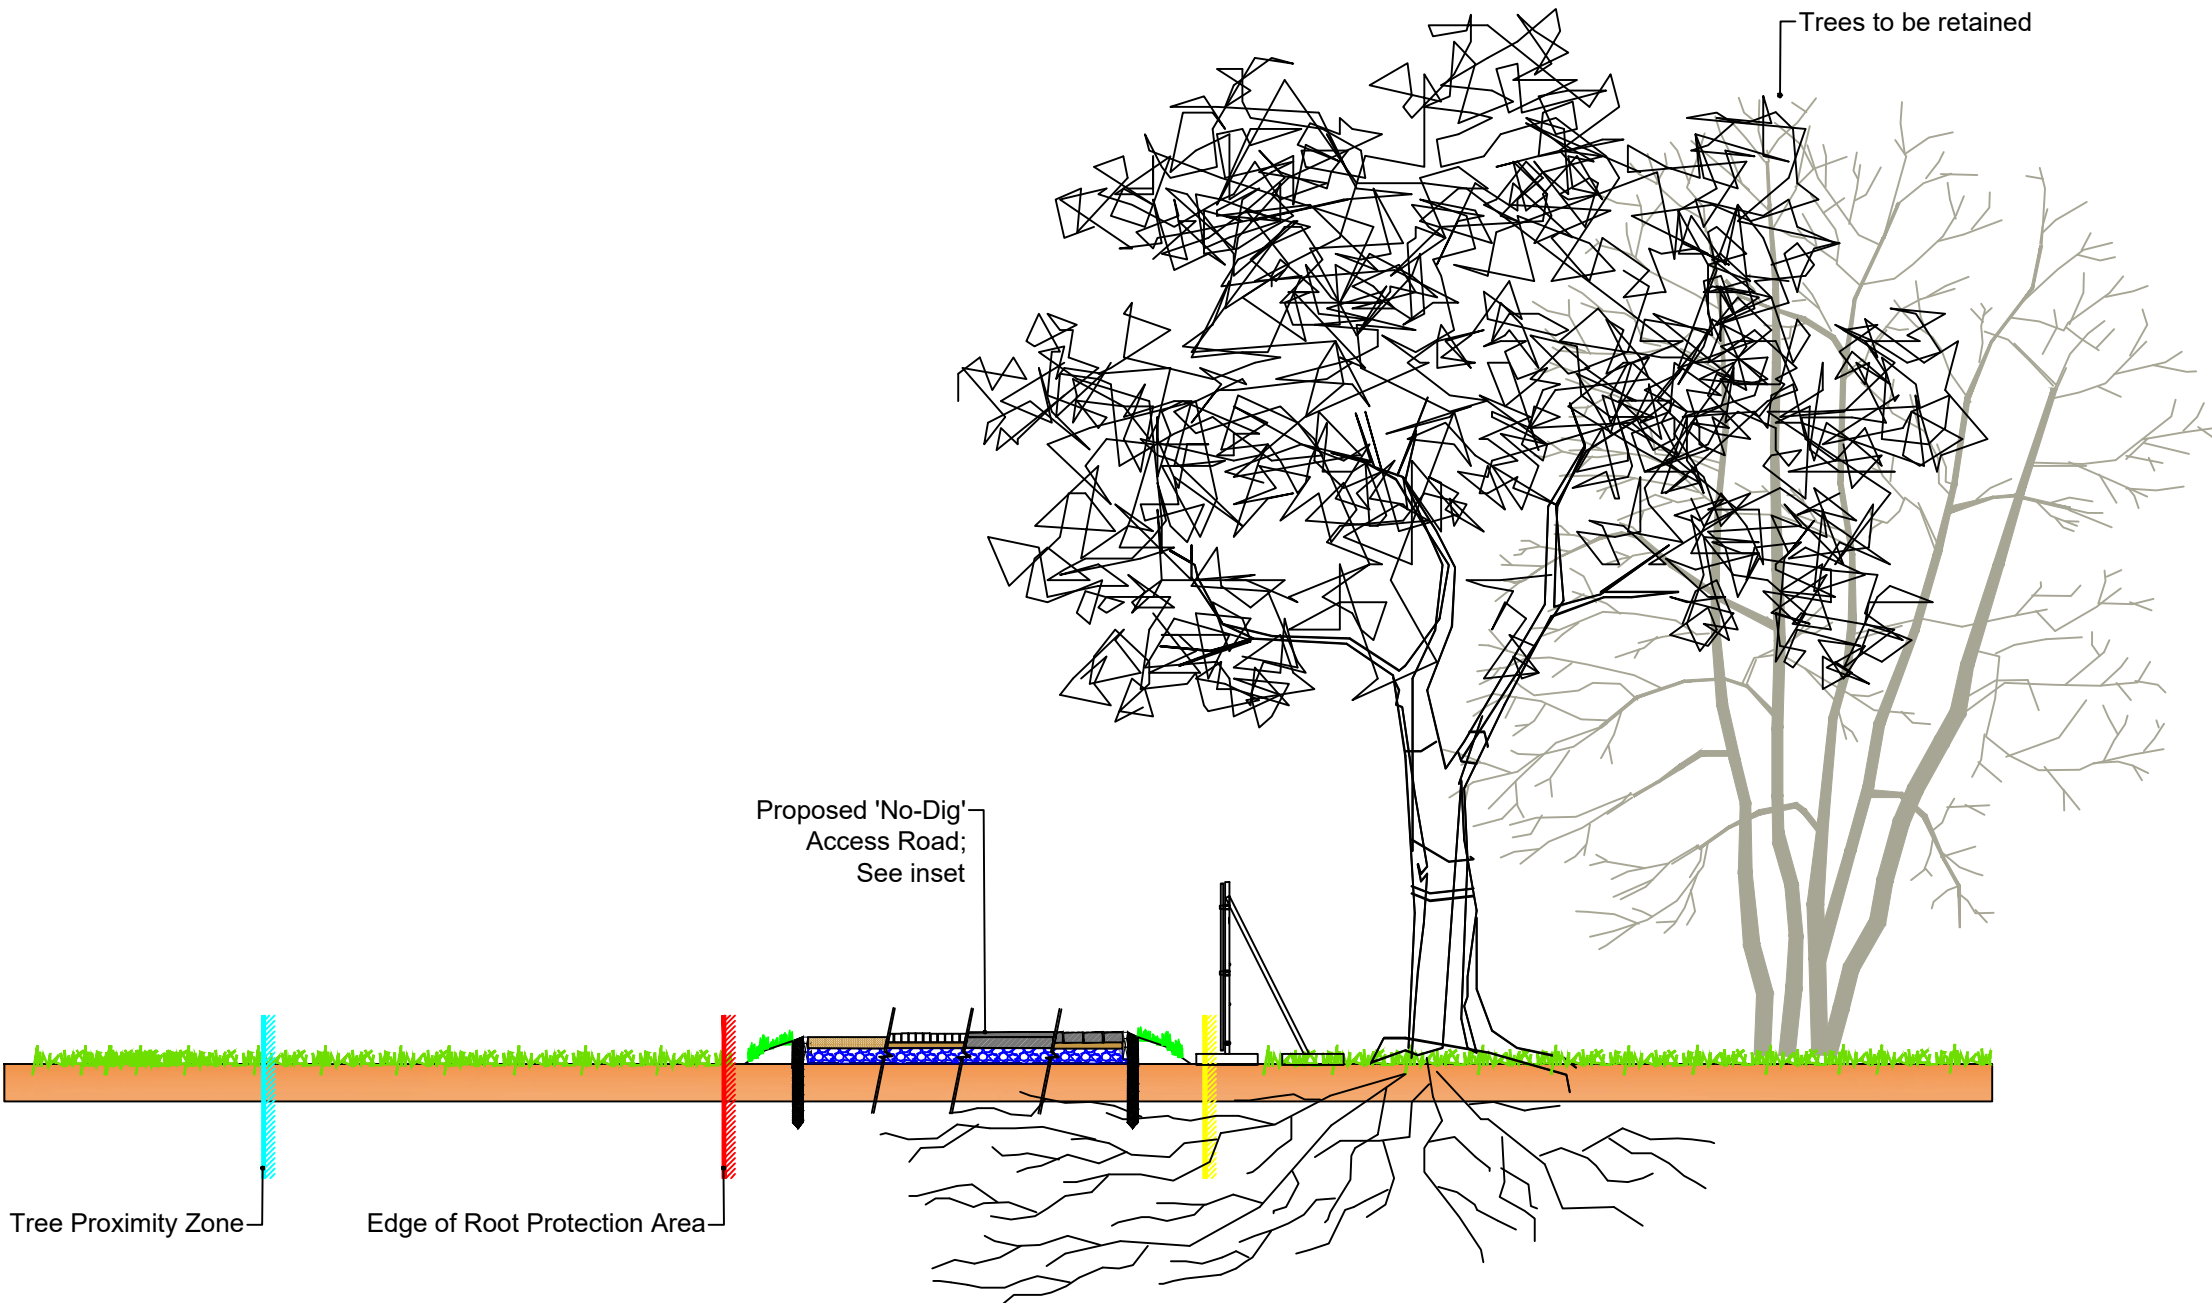 Trees to be retained
Proposed 'No-Dig'
Access Road;
See inset
Tree Proximity Zone
Edge of Root Protection Area